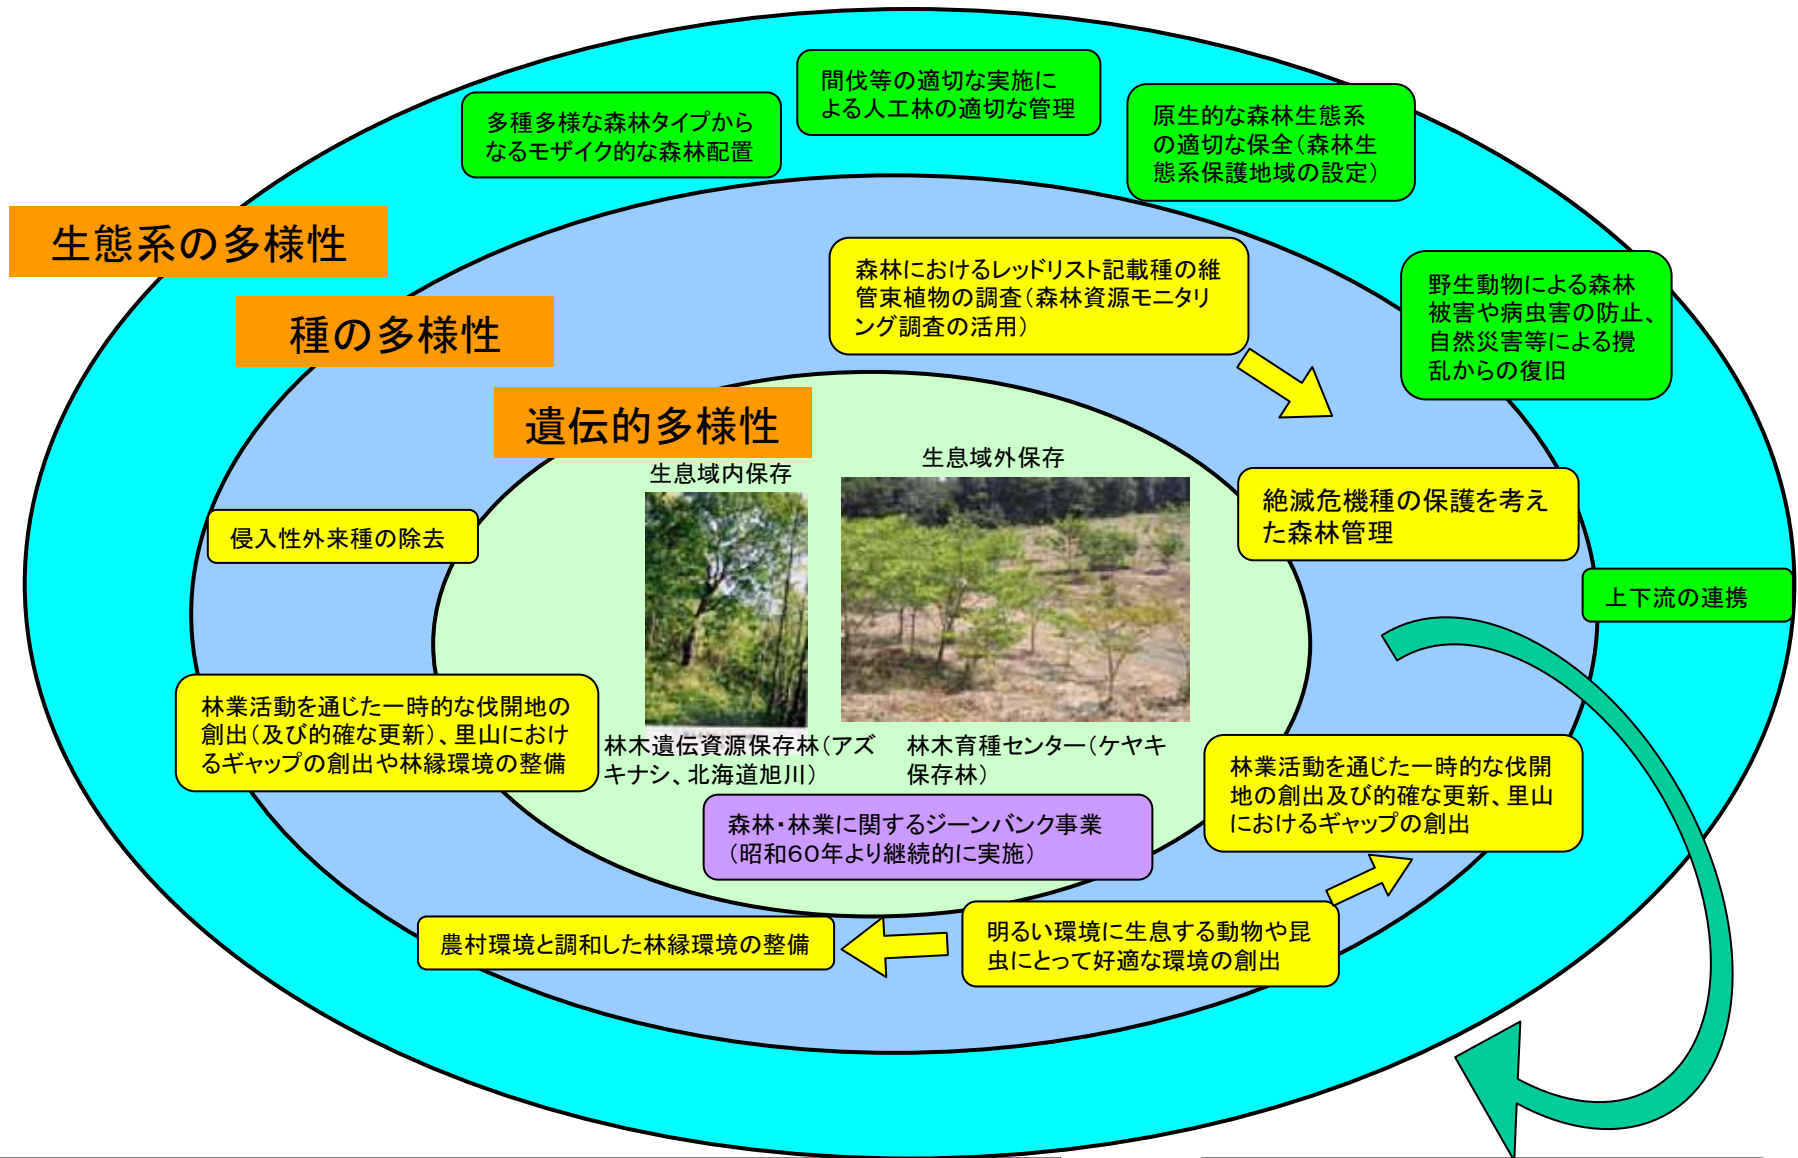 間伐等の適切な実施に
よる人工林の適切な管理
多種多様な森林タイプから
なるモザイク的な森林配置
原生的な森林生態系
の適切な保全（森林生
態系保護地域の設定）
生態系の多様性
種の多様性
森林におけるレッドリスト記載種の維
管束植物の調査（森林資源モニタリ
ング調査の活用）
野生動物による森林
被害や病虫害の防止、
自然災害等による攪
乱からの復旧
遺伝的多様性
生息域内保存
生息域外保存
侵入性外来種の除去
絶滅危機種の保護を考え
た森林管理
上下流の連携
林業活動を通じた一時的な伐開地の
創出（及び的確な更新）、里山におけ
るギャップの創出や林縁環境の整備
林木遺伝資源保存林（アズ
キナシ、北海道旭川）
林木育種センター（ケヤキ
保存林）
林業活動を通じた一時的な伐開
地の創出及び的確な更新、里山
におけるギャップの創出
森林・林業に関するジーンバンク事業
（昭和６０年より継続的に実施）
農村環境と調和した林縁環境の整備
明るい環境に生息する動物や昆
虫にとって好適な環境の創出